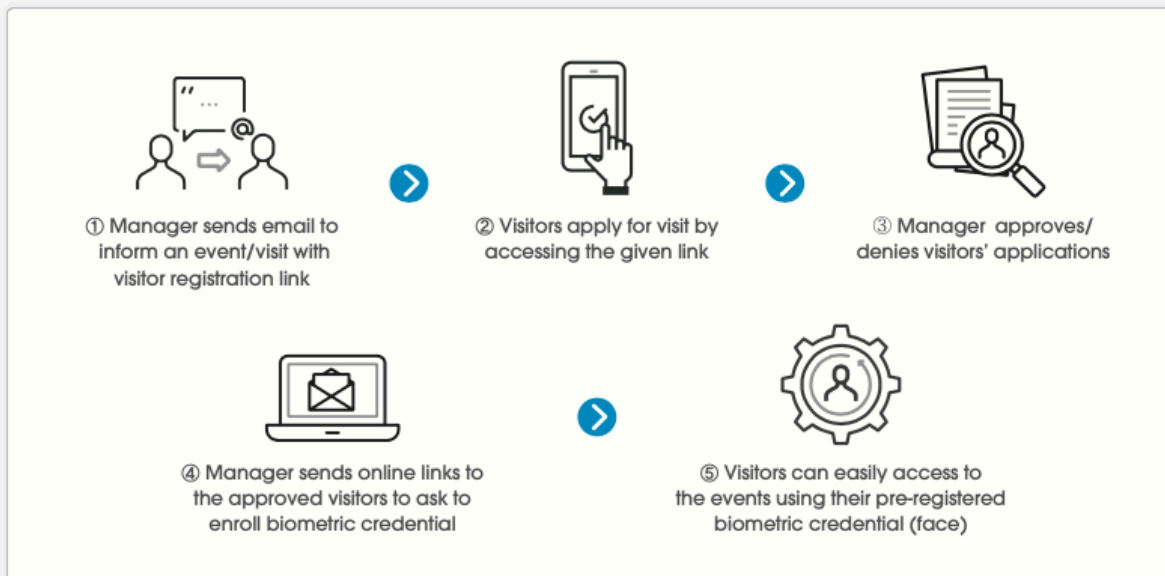 ① Manager sends email to
inform an event/visit with
visitor registration link
② Visitors apply for visit by
accessing the given link
③ Manager approves/
denies visitors' applications
④ Manager sends online links to
the approved visitors to ask to
enroll biometric credential
⑤ Visitors can easily access to
the events using their pre-registered
biometric credential (face)